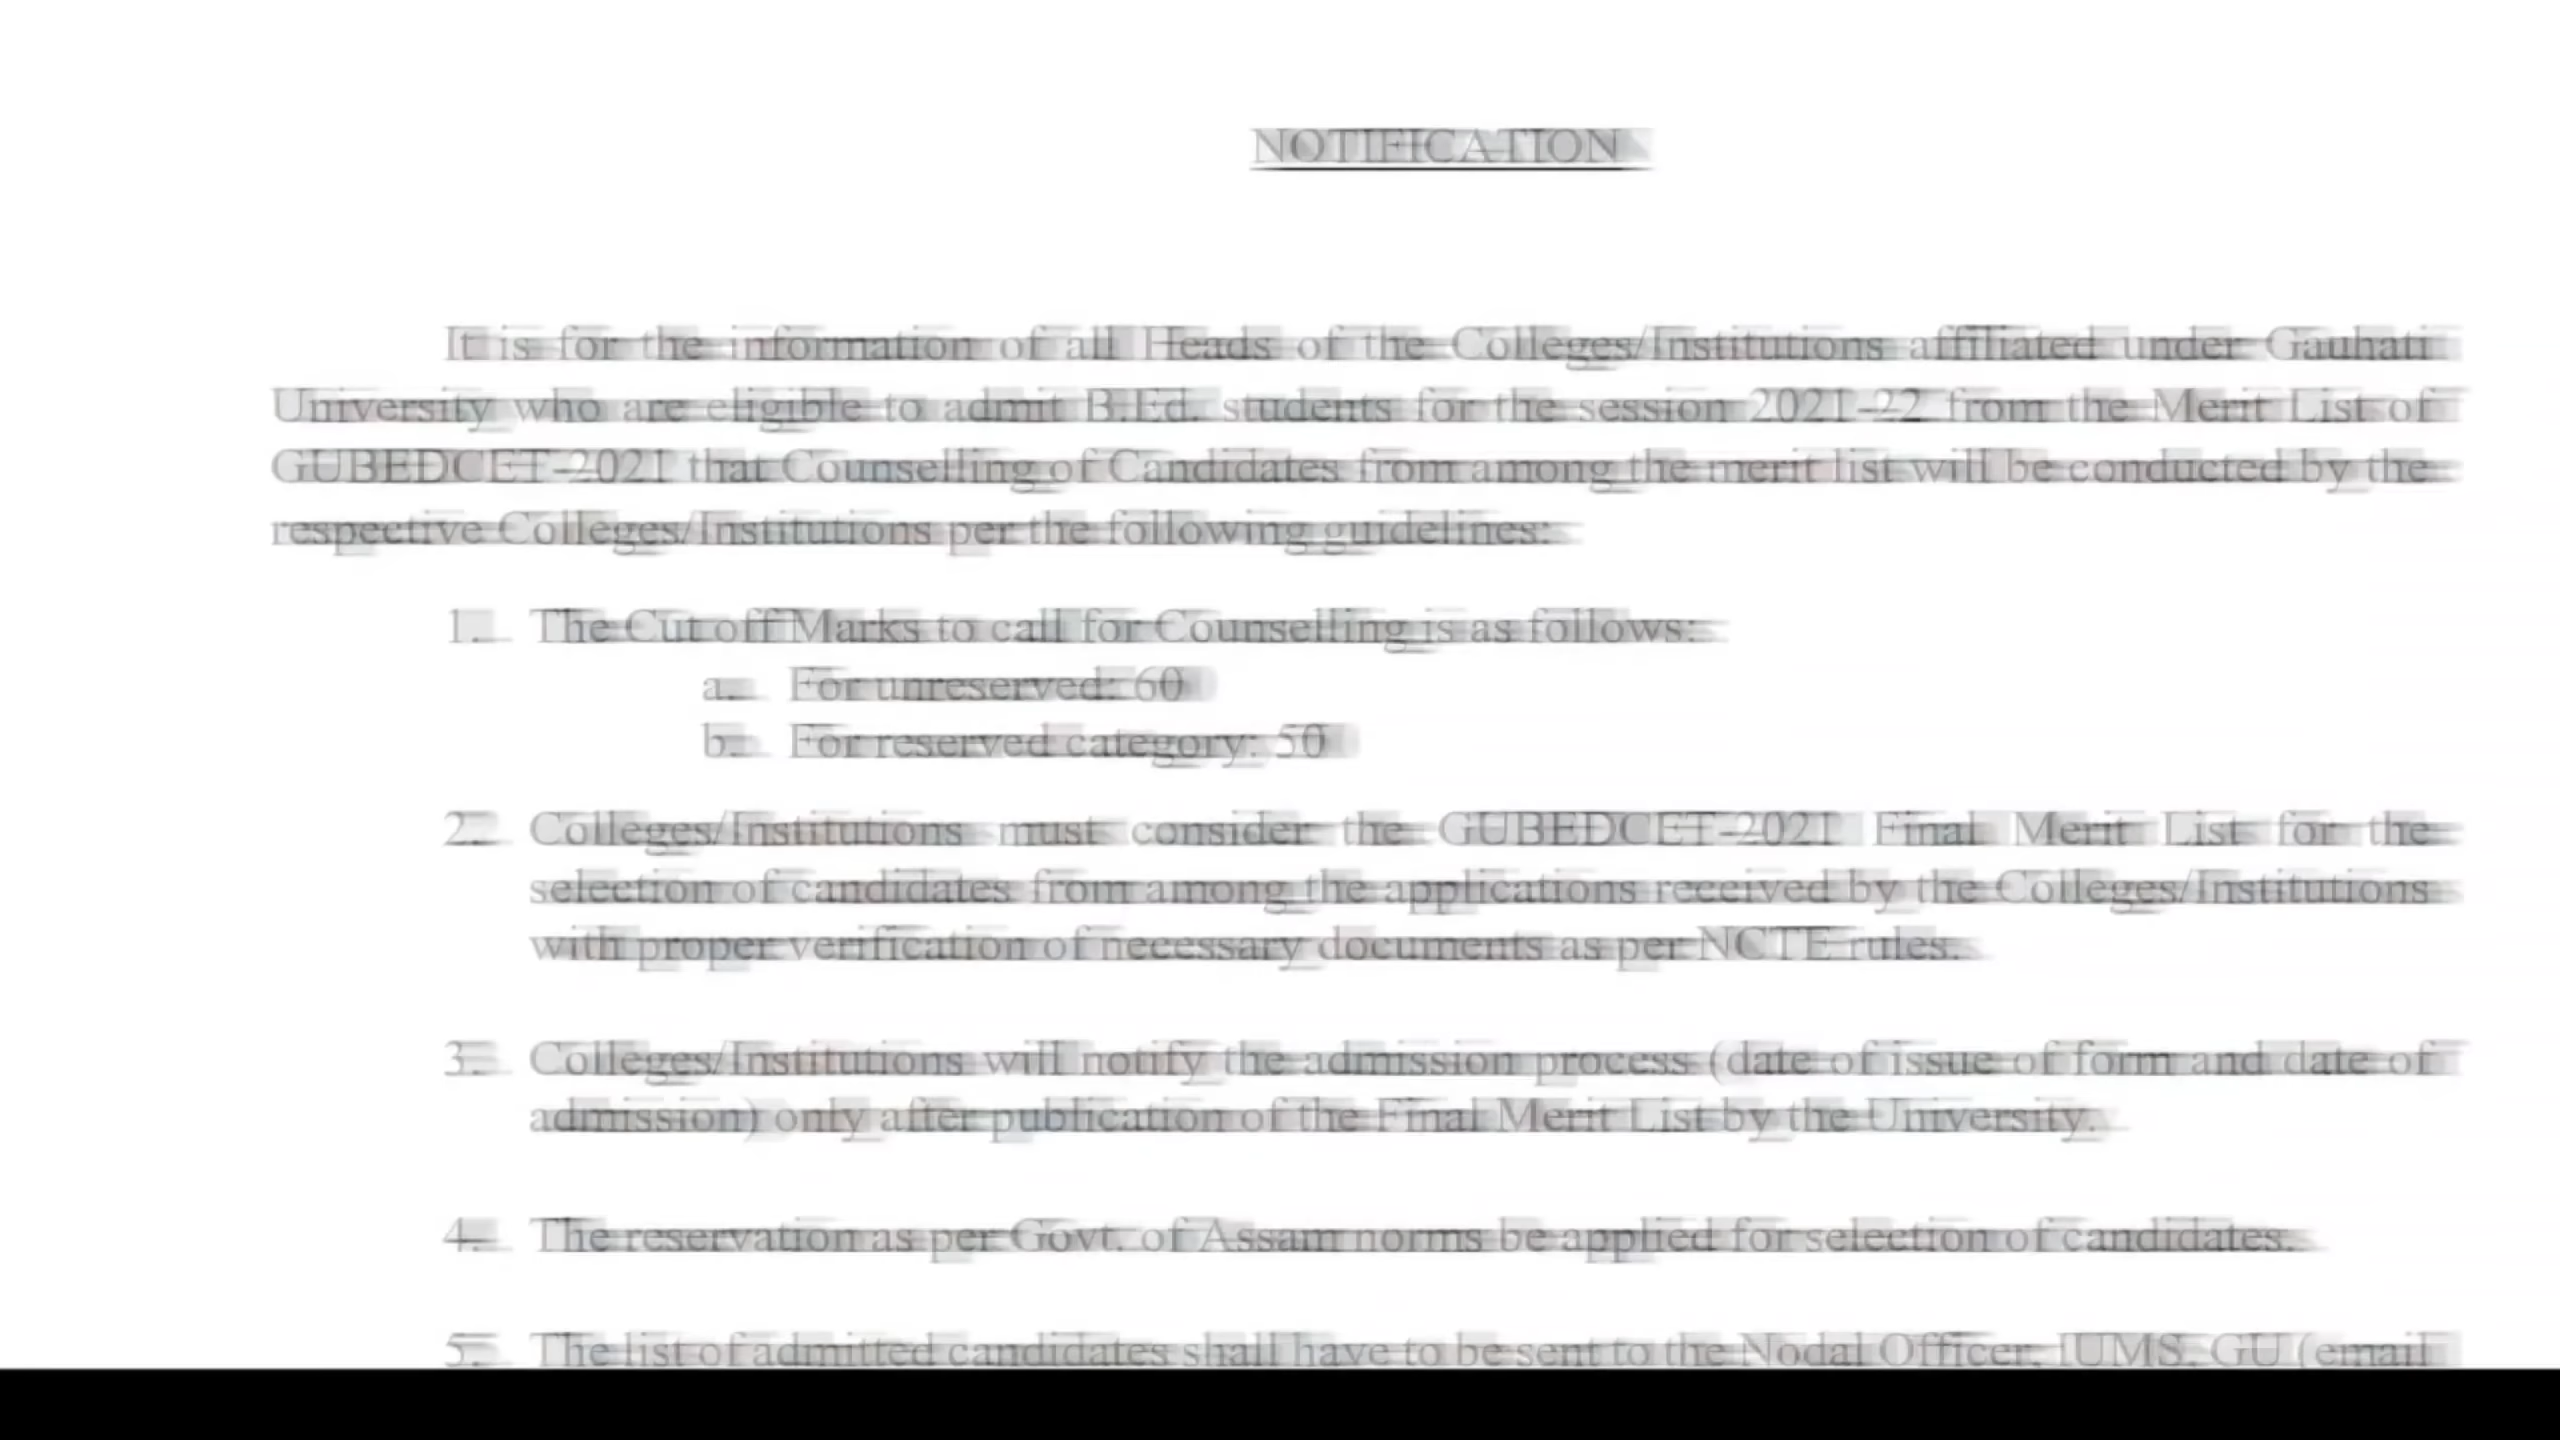 NOTIFICATION
It is for the information of all Heads of the Colleges/Institutions affiliated under Gauhati
University who are eligible to admit B.Ed. students for the session 2021-22 from the Merit List of
GUBEDCET-2021 that Counselling of Candidates from among the merit list will be conducted by the
respective Colleges/Institutions per the following guidelines:
1. The Cut off Marks to call for Counselling is as follows:
a. For unreserved: 60
b. For reserved category: 50
2. Colleges/Institutions must consider the GUBEDCET-2021 Final Merit List for the
selection of candidates from among the applications received by the Colleges/Institutions
with proper verification of necessary documents as per NCTE rules.
3. Colleges/Institutions will notify the admission process (date of issue of form and date of
admission) only after publication of the Final Merit List by the University.
4. The reservation as per Govt. of Assam norms be applied for selection of candidates.
5. The list of admitted candidates shall have to be sent to the Nodal Officer, IUMS, GU (email